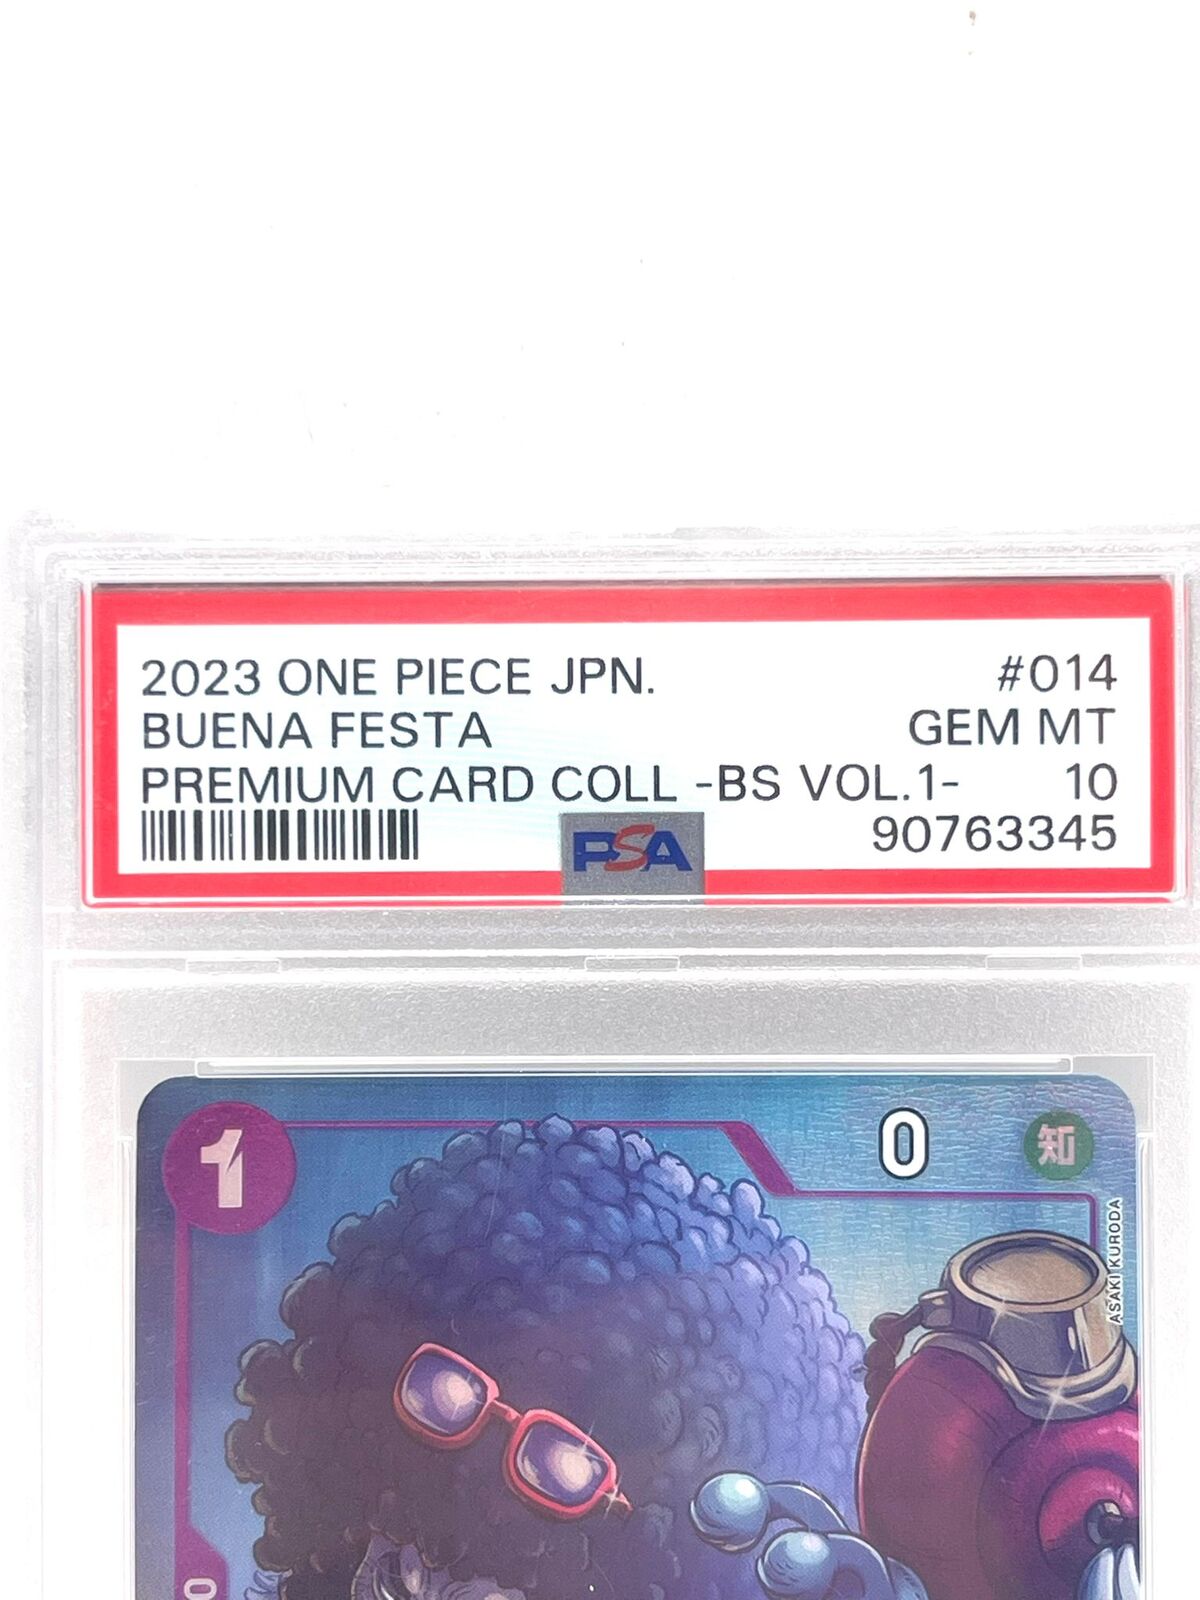 2023 ONE PIECE JPN. #014
BUENA FESTA GEM MT
PREMIUM CARD COLL -BS VOL.1- 10
PSA 90763345
1 0 知
ASAKI KURODA
0